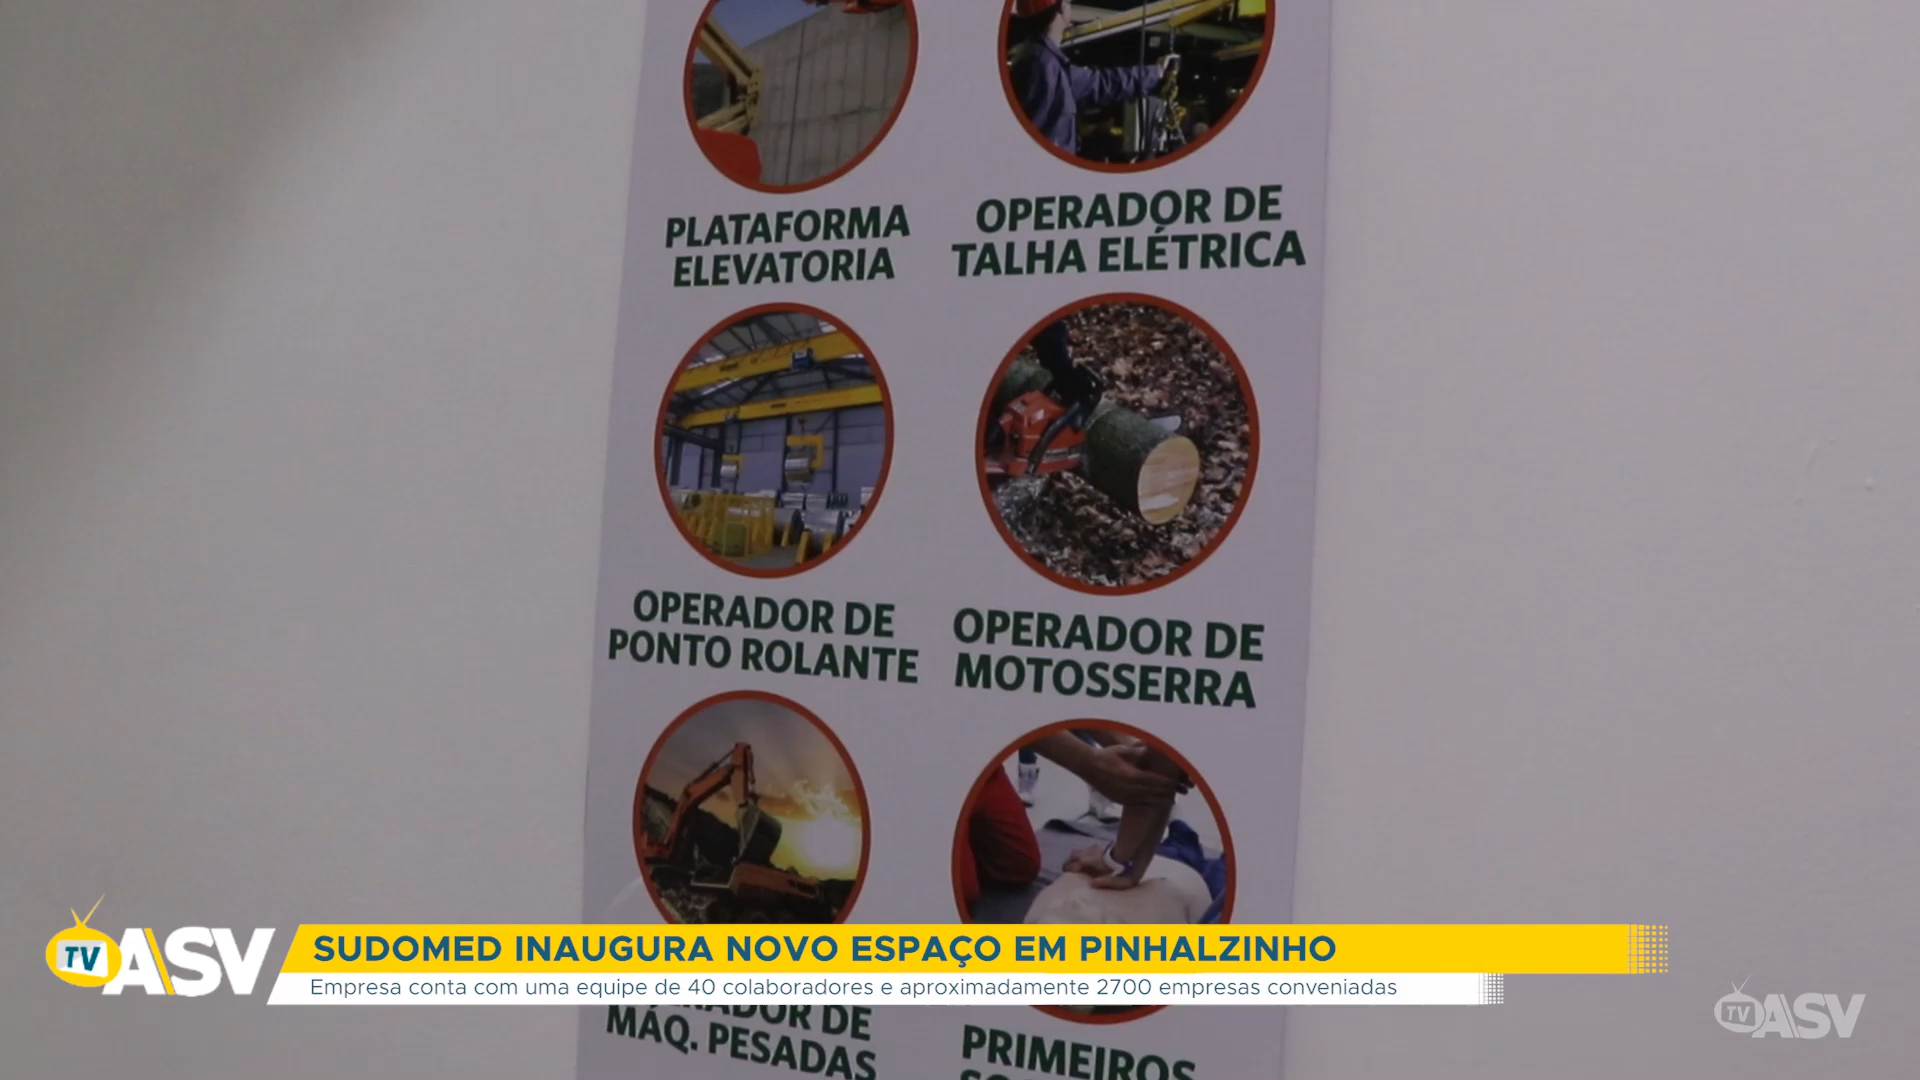 PLATAFORMA
ELEVATORIA
OPERADOR DE
TALHA ELÉTRICA
OPERADOR DE
PONTO ROLANTE
OPERADOR DE
MOTOSSERRA
TV ASV
SUDOMED INAUGURA NOVO ESPAÇO EM PINHALZINHO
Empresa conta com uma equipe de 40 colaboradores e aproximadamente 2700 empresas conveniadas
DE
MÁQ. PESADAS
PRIMEIROS
TV ASV